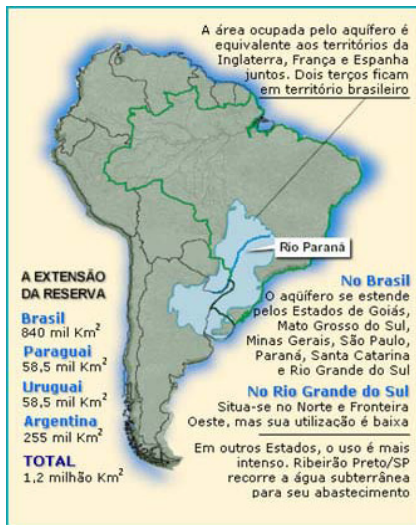 A área ocupada pelo aquífero é
equivalente aos territórios da
Inglaterra, França e Espanha
juntos. Dois terços ficam
em território brasileiro
Rio Paraná
A EXTENSÃO
DA RESERVA
Brasil
840 mil Km²
Paraguai
58,5 mil Km²
Uruguai
58,5 mil Km²
Argentina
255 mil Km²
TOTAL
1,2 milhão Km²
No Brasil
O aqüífero se estende
pelos Estados de Goiás,
Mato Grosso do Sul,
Minas Gerais, São Paulo,
Paraná, Santa Catarina
e Rio Grande do Sul
No Rio Grande do Sul
Situa-se no Norte e Fronteira
Oeste, mas sua utilização é baixa
Em outros Estados, o uso é mais
intenso. Ribeirão Preto/SP
recorre a água subterrânea
para seu abastecimento